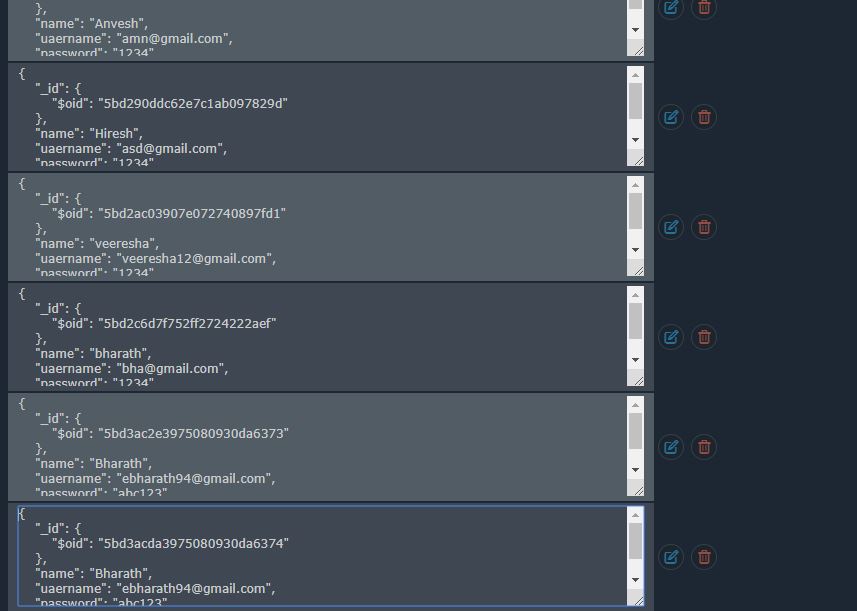 },
"name": "Anvesh",
"uaername": "amn@gmail.com",
"password": "1234"
{
"_id": {
"$oid": "5bd290ddc62e7c1ab097829d"
},
"name": "Hiresh",
"uaername": "asd@gmail.com",
"password": "1234"
{
"_id": {
"$oid": "5bd2ac03907e072740897fd1"
},
"name": "veeresha",
"uaername": "veeresha12@gmail.com",
"password": "1234"
{
"_id": {
"$oid": "5bd2c6d7f752ff2724222aef"
},
"name": "bharath",
"uaername": "bha@gmail.com",
"password": "1234"
{
"_id": {
"$oid": "5bd3ac2e3975080930da6373"
},
"name": "Bharath",
"uaername": "ebharath94@gmail.com",
"password": "abc123"
{
"_id": {
"$oid": "5bd3acda3975080930da6374"
},
"name": "Bharath",
"uaername": "ebharath94@gmail.com",
"password": "abc123"